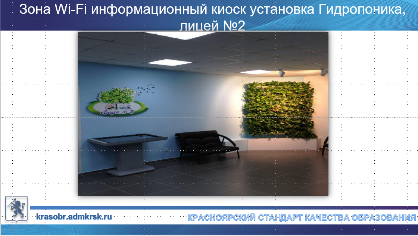 Зона Wi-Fi информационный киоск установка Гидропоника,
лицей №2
krasobr.admkrsk.ru
КРАСНОЯРСКИЙ СТАНДАРТ КАЧЕСТВА ОБРАЗОВАНИЯ